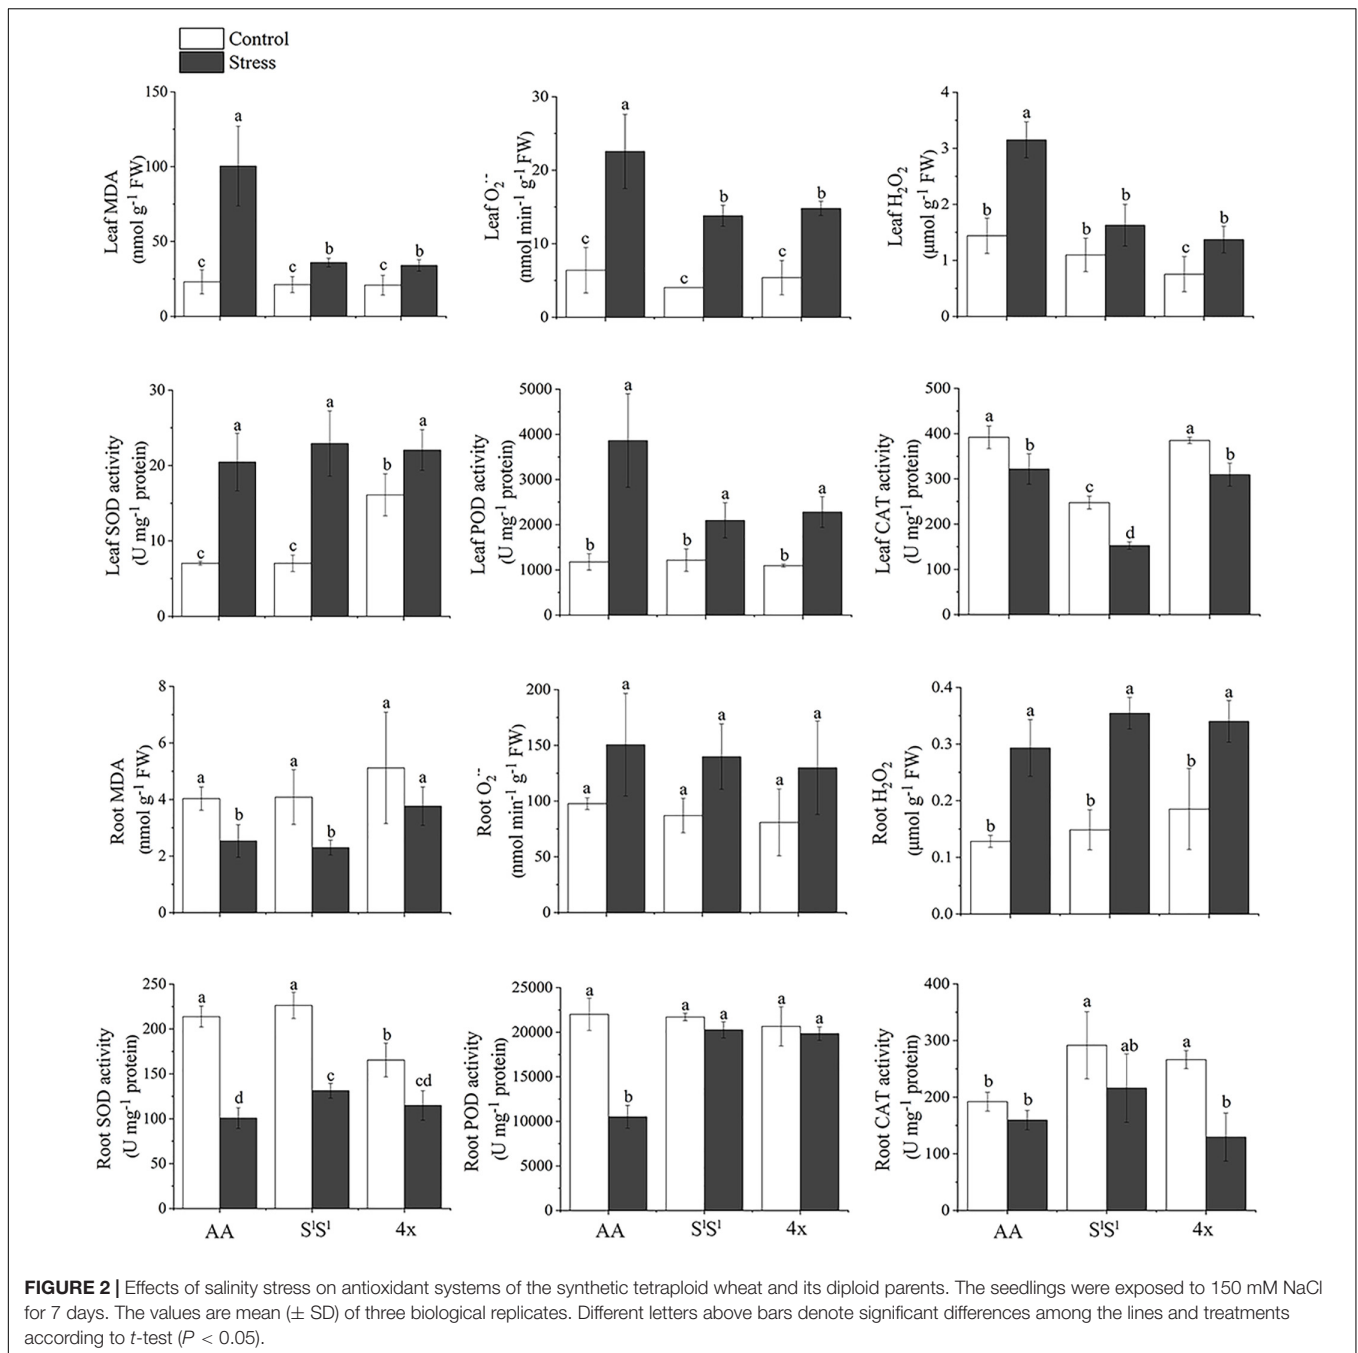 Control
Stress
Leaf MDA
(nmol g⁻¹ FW)
150
100
50
0
c
a
c
b
c
b
Leaf O₂˙⁻
(nmol min⁻¹ g⁻¹ FW)
30
20
10
0
c
a
c
b
c
b
Leaf H₂O₂
(μmol g⁻¹ FW)
4
3
2
1
0
b
a
b
b
c
b
Leaf SOD activity
(U mg⁻¹ protein)
30
20
10
0
c
a
c
a
b
a
Leaf POD activity
(U mg⁻¹ protein)
5000
4000
3000
2000
1000
0
b
a
b
a
b
a
Leaf CAT activity
(U mg⁻¹ protein)
500
400
300
200
100
0
a
b
c
d
a
b
Root MDA
(nmol g⁻¹ FW)
8
6
4
2
0
a
b
a
b
a
a
Root O₂˙⁻
(nmol min⁻¹ g⁻¹ FW)
200
150
100
50
0
a
a
a
a
a
a
Root H₂O₂
(μmol g⁻¹ FW)
0.4
0.3
0.2
0.1
0.0
b
a
b
a
b
a
Root SOD activity
(U mg⁻¹ protein)
250
200
150
100
50
0
a
d
a
c
b
cd
AA
SˡSˡ
4x
Root POD activity
(U mg⁻¹ protein)
25000
20000
15000
10000
5000
0
a
b
a
a
a
a
AA
SˡSˡ
4x
Root CAT activity
(U mg⁻¹ protein)
400
300
200
100
0
b
b
a
ab
a
b
AA
SˡSˡ
4x
FIGURE 2 | Effects of salinity stress on antioxidant systems of the synthetic tetraploid wheat and its diploid parents. The seedlings were exposed to 150 mM NaCl
for 7 days. The values are mean (± SD) of three biological replicates. Different letters above bars denote significant differences among the lines and treatments
according to t-test (P < 0.05).